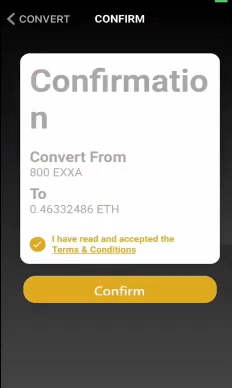 CONVERT CONFIRM
Confirmatio
n
Convert From
800 EXXA
To
0.46332486 ETH
I have read and accepted the
Terms & Conditions
Confirm